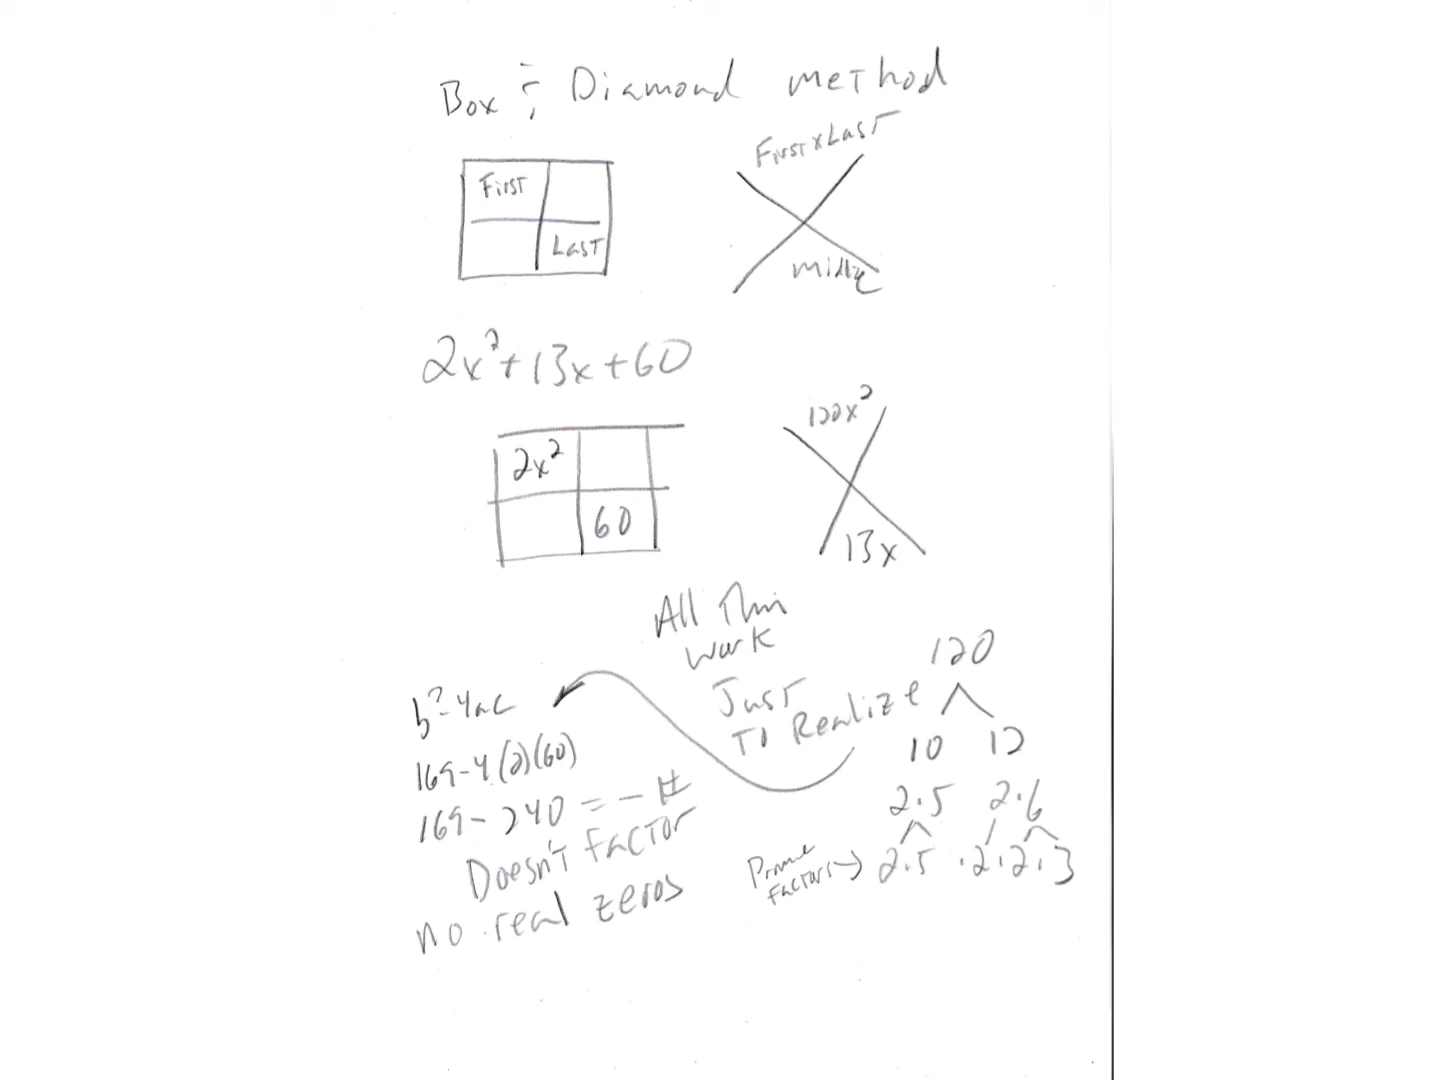 Box & Diamond method
First
Last
First x Last
Middle
2x²+13x+60
2x²
60
120x²
13x
All This
Work
Just
To Realize
b²-4ac
169-4(2)(60)
169-240 = - #
Doesn't factor
no real zeros
120
10 12
2·5 2·6
Prime
Factors → 2·5·2·2·3